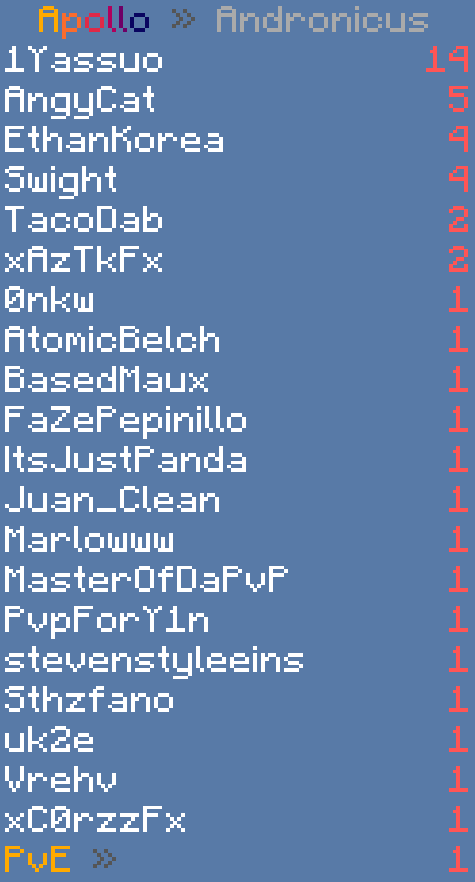 Apollo » Andronicus
1Yassuo 14
AngyCat 5
EthanKorea 4
Swight 4
TacoDab 2
xAzTkFx 2
0nkw 1
AtomicBelch 1
BasedMaux 1
FaZePepinillo 1
ItsJustPanda 1
Juan_Clean 1
Marlowww 1
MasterOfDaPvP 1
PvpForY1n 1
stevenstyleeins 1
Sthzfano 1
uk2e 1
Vrehv 1
xC0rzzFx 1
PvE » 1